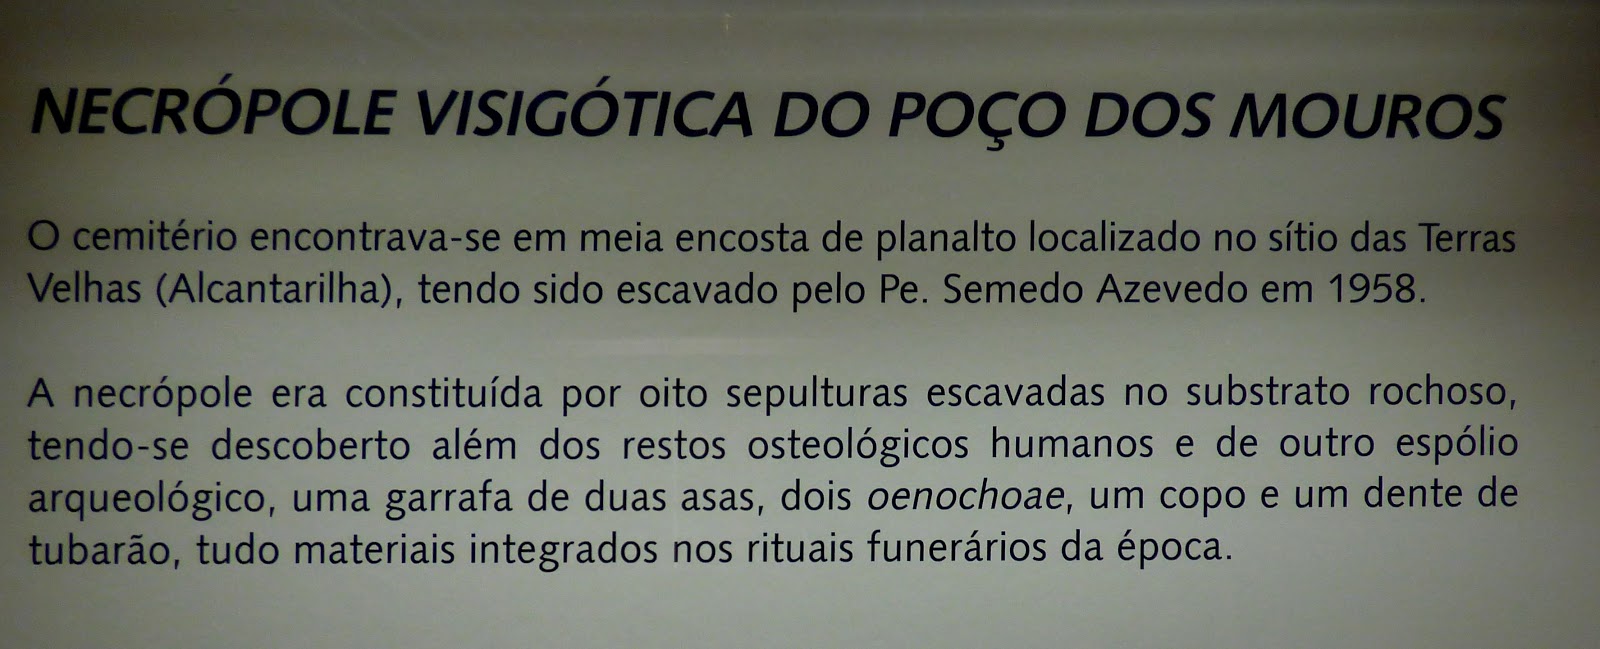 NECRÓPOLE VISIGÓTICA DO POÇO DOS MOUROS
O cemitério encontrava-se em meia encosta de planalto localizado no sítio das Terras
Velhas (Alcantarilha), tendo sido escavado pelo Pe. Semedo Azevedo em 1958.
A necrópole era constituída por oito sepulturas escavadas no substrato rochoso,
tendo-se descoberto além dos restos osteológicos humanos e de outro espólio
arqueológico, uma garrafa de duas asas, dois oenochoae, um copo e um dente de
tubarão, tudo materiais integrados nos rituais funerários da época.